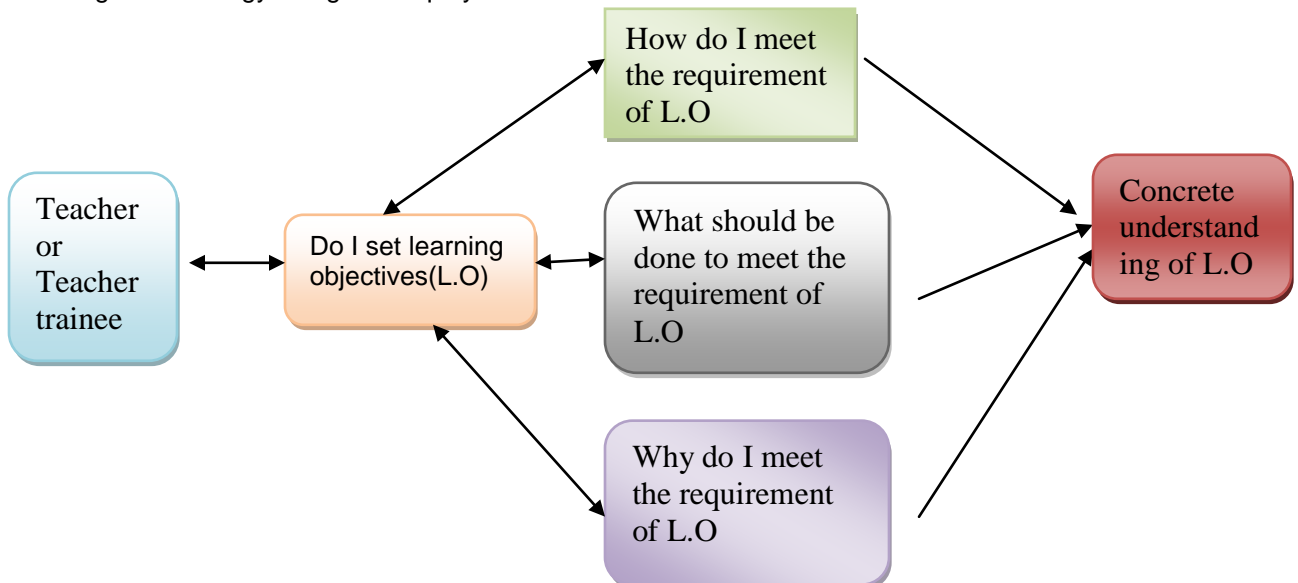 How do I meet
the requirement
of L.O
Teacher
or
Teacher
trainee
Do I set learning
objectives(L.O)
What should be
done to meet the
requirement of
L.O
Concrete
understand
ing of L.O
Why do I meet
the requirement
of L.O